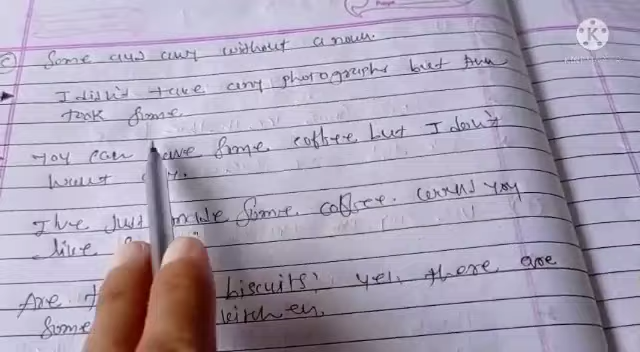 C) Some and any without a noun.
I didn't take any photographs but Ann
took some
You can have some coffee but I don't
want
I've just made some coffee. would you
like
Are biscuits? Yes, there are
some kitchen.